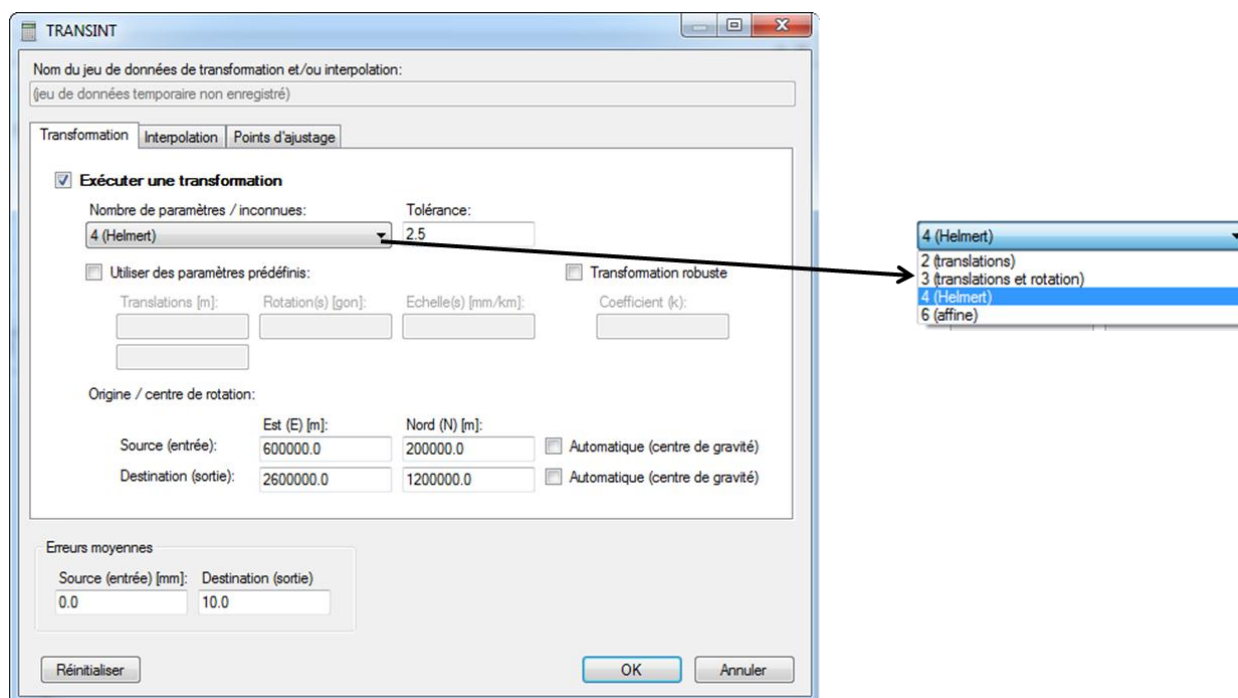 TRANSINT
Nom du jeu de données de transformation et/ou interpolation:
(jeu de données temporaire non enregistré)
Transformation Interpolation Points d'ajustage
Exécuter une transformation
Nombre de paramètres / inconnues: Tolérance:
4 (Helmert) 2.5
Utiliser des paramètres prédéfinis: Transformation robuste
Translations [m]: Rotation(s) [gon]: Echelle(s) [mm/km]: Coefficient (k):
Origine / centre de rotation:
Est (E) [m]: Nord (N) [m]:
Source (entrée): 600000.0 200000.0 Automatique (centre de gravité)
Destination (sortie): 2600000.0 1200000.0 Automatique (centre de gravité)
Erreurs moyennes
Source (entrée) [mm]: Destination (sortie)
0.0 10.0
Réinitialiser OK Annuler
4 (Helmert)
2 (translations)
3 (translations et rotation)
4 (Helmert)
6 (affine)